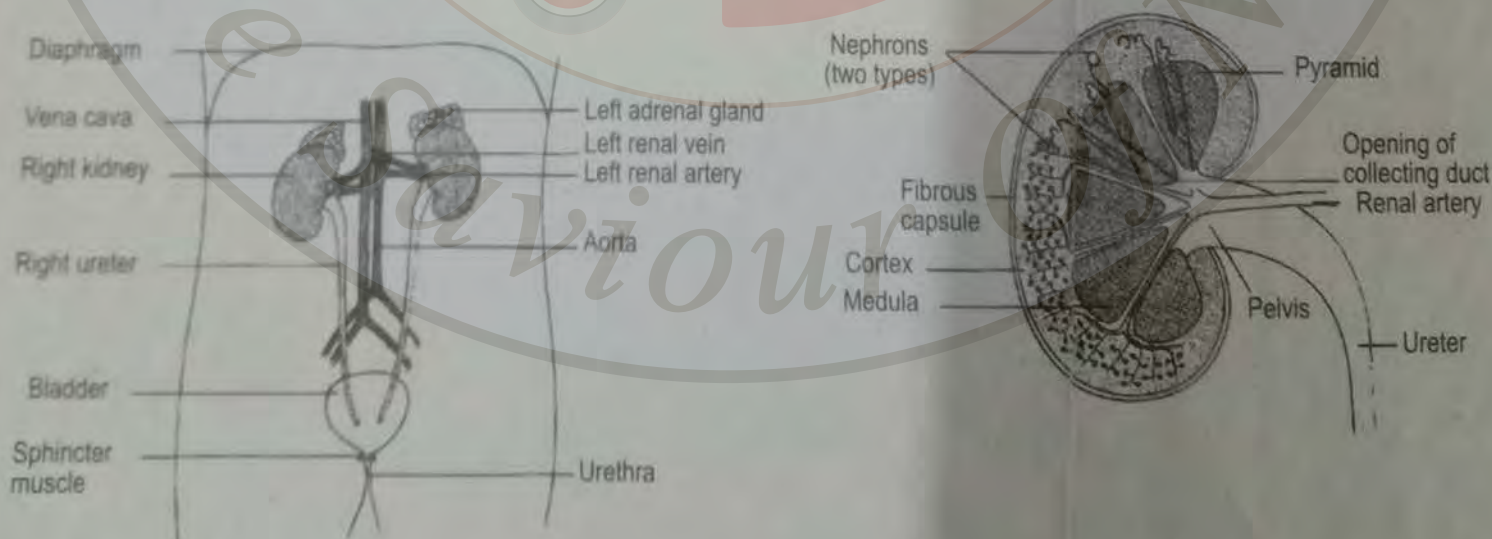 Diaphragm
Vena cava
Right kidney
Right ureter
Bladder
Sphincter
muscle
Left adrenal gland
Left renal vein
Left renal artery
Aorta
Urethra
Nephrons
(two types)
Fibrous
capsule
Cortex
Medula
Pyramid
Opening of
collecting duct
Renal artery
Pelvis
Ureter